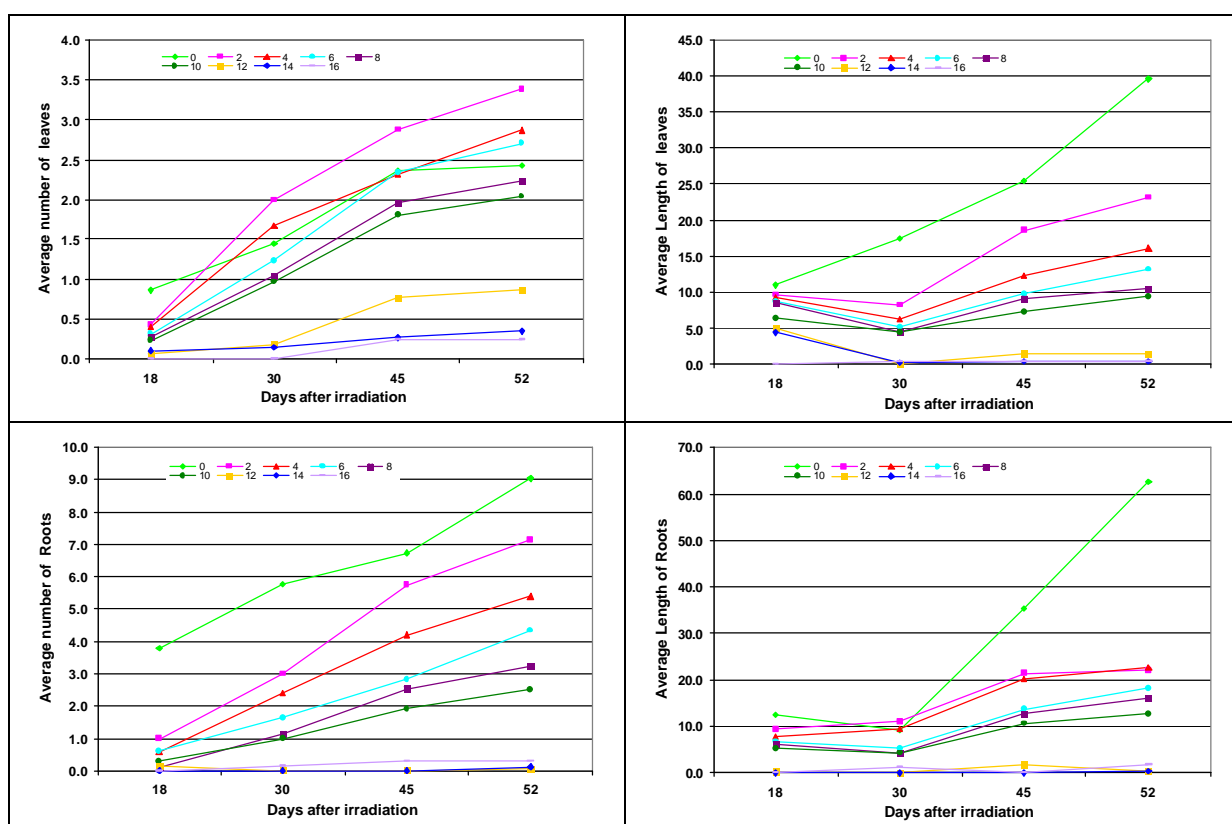 Average number of leaves
4.0
3.5
3.0
2.5
2.0
1.5
1.0
0.5
0.0
0 2 4 6 8
10 12 14 16
18 30 45 52
Days after irradiation
Average Length of leaves
45.0
40.0
35.0
30.0
25.0
20.0
15.0
10.0
5.0
0.0
0 2 4 6 8
10 12 14 16
18 30 45 52
Days after irradiation
Average number of Roots
10.0
9.0
8.0
7.0
6.0
5.0
4.0
3.0
2.0
1.0
0.0
0 2 4 6 8
10 12 14 16
18 30 45 52
Days after irradiation
Average Length of Roots
70.0
60.0
50.0
40.0
30.0
20.0
10.0
0.0
0 2 4 6 8
10 12 14 16
18 30 45 52
Days after irradiation